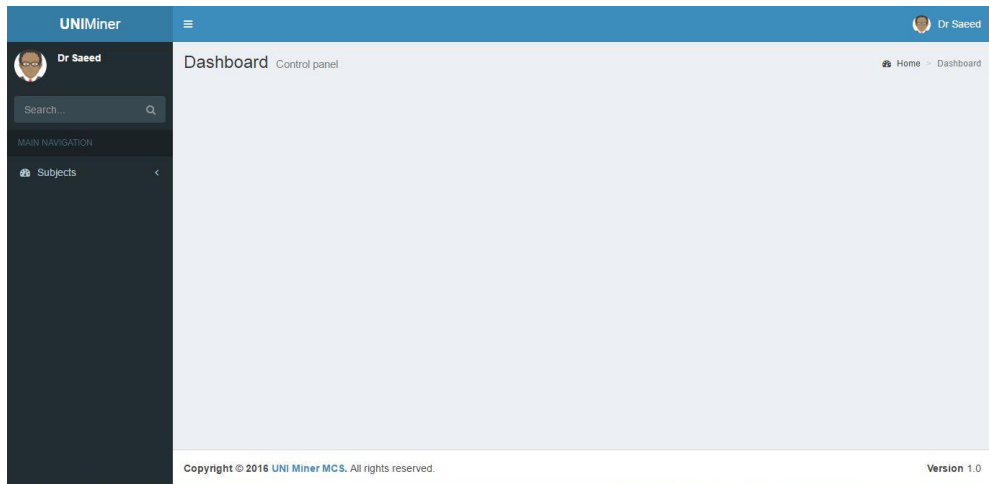 UNIMiner
Dr Saeed
Dr Saeed
Dashboard Control panel
Home > Dashboard
Search...
MAIN NAVIGATION
Subjects
Copyright © 2016 UNI Miner MCS. All rights reserved.
Version 1.0